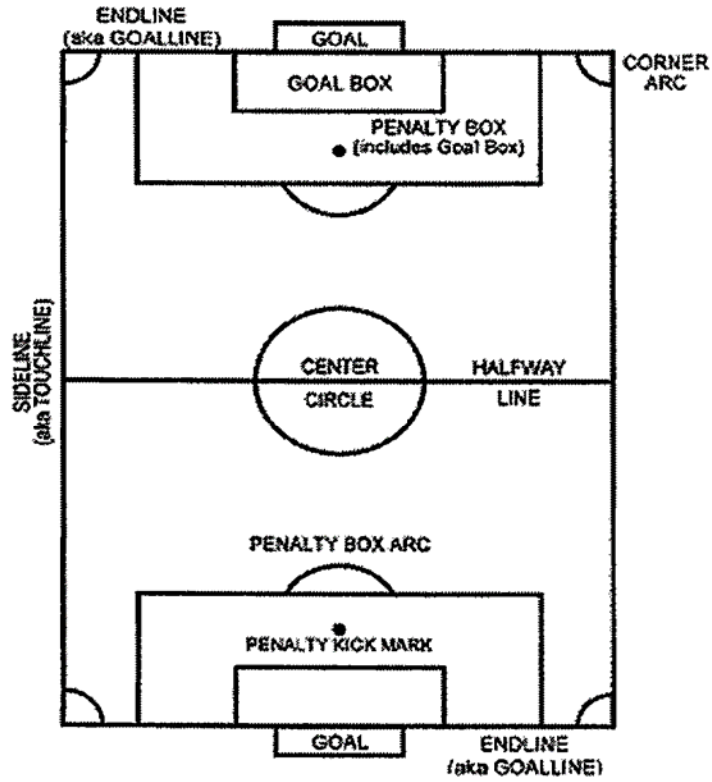 ENDLINE
(aka GOALLINE)
GOAL
GOAL BOX
CORNER
ARC
PENALTY BOX
(includes Goal Box)
SIDELINE
(aka TOUCHLINE)
CENTER
CIRCLE
HALFWAY
LINE
PENALTY BOX ARC
PENALTY KICK MARK
GOAL
ENDLINE
(aka GOALLINE)